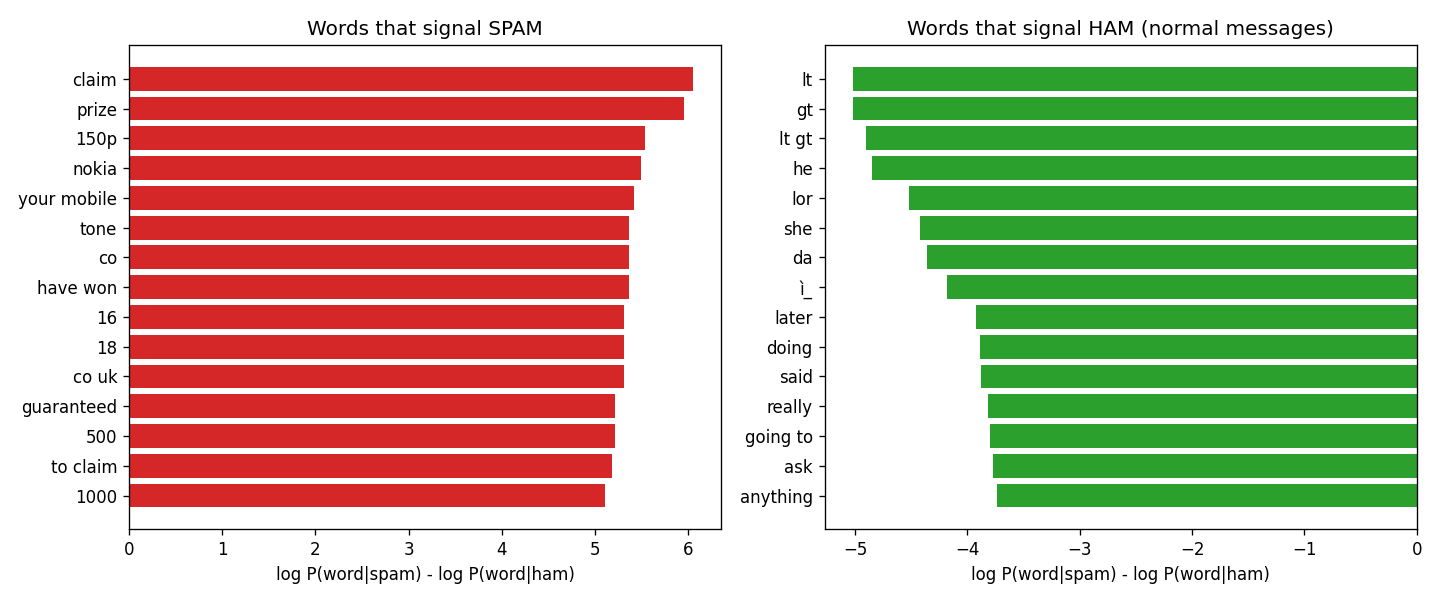 Words that signal SPAM
claim
prize
150p
nokia
your mobile
tone
co
have won
16
18
co uk
guaranteed
500
to claim
1000
0 1 2 3 4 5 6
log P(word|spam) - log P(word|ham)
Words that signal HAM (normal messages)
lt
gt
lt gt
he
lor
she
da
ì_
later
doing
said
really
going to
ask
anything
−5 −4 −3 −2 −1 0
log P(word|spam) - log P(word|ham)